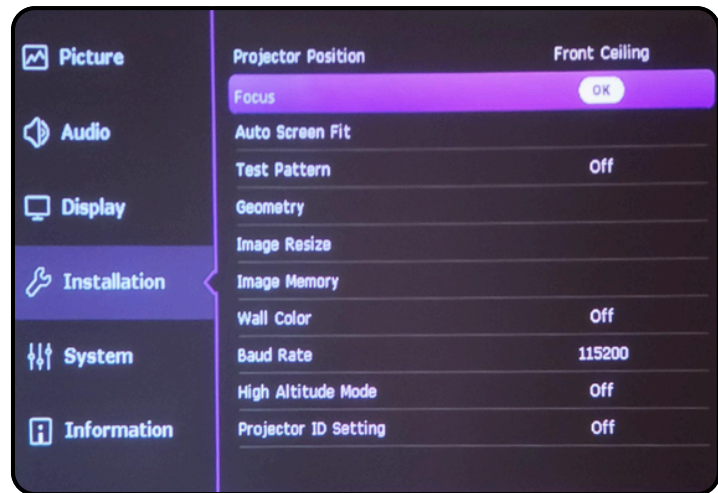 Picture
Audio
Display
Installation
System
Information
Projector Position Front Ceiling
Focus OK
Auto Screen Fit
Test Pattern Off
Geometry
Image Resize
Image Memory
Wall Color Off
Baud Rate 115200
High Altitude Mode Off
Projector ID Setting Off